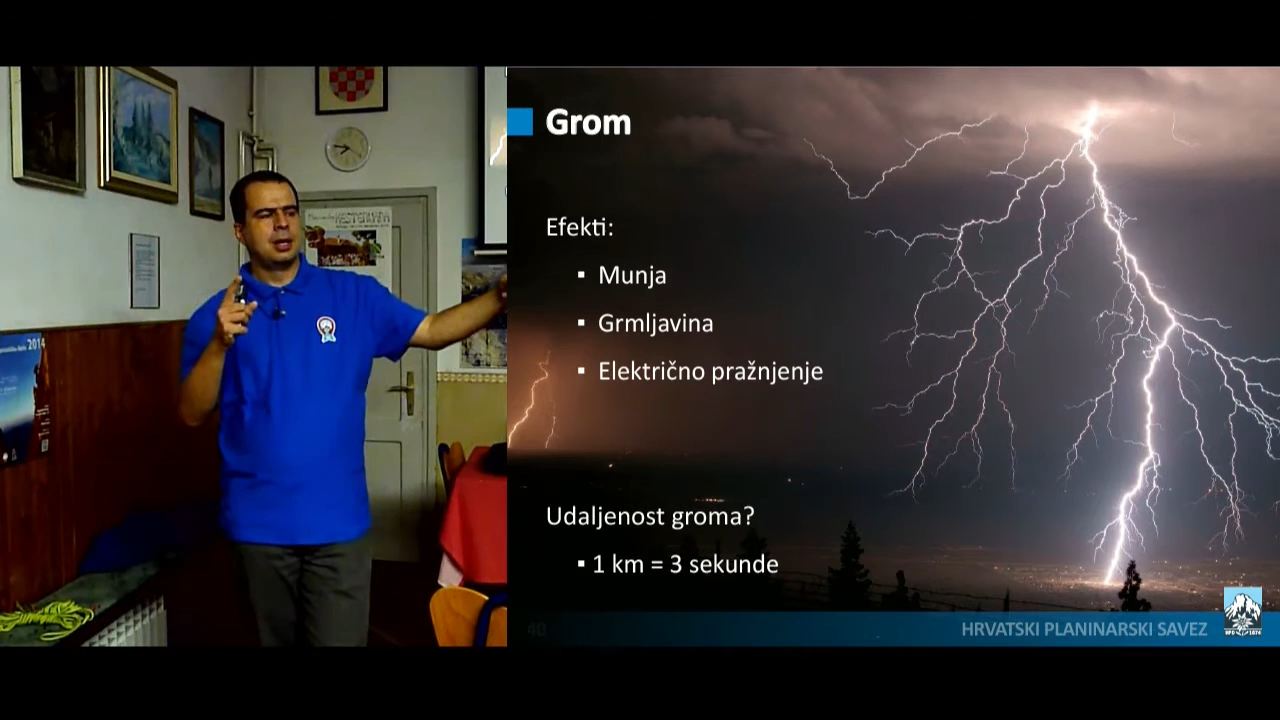 2014
Grom
Efekti:
▪ Munja
▪ Grmljavina
▪ Električno pražnjenje
Udaljenost groma?
▪ 1 km = 3 sekunde
40
HRVATSKI PLANINARSKI SAVEZ